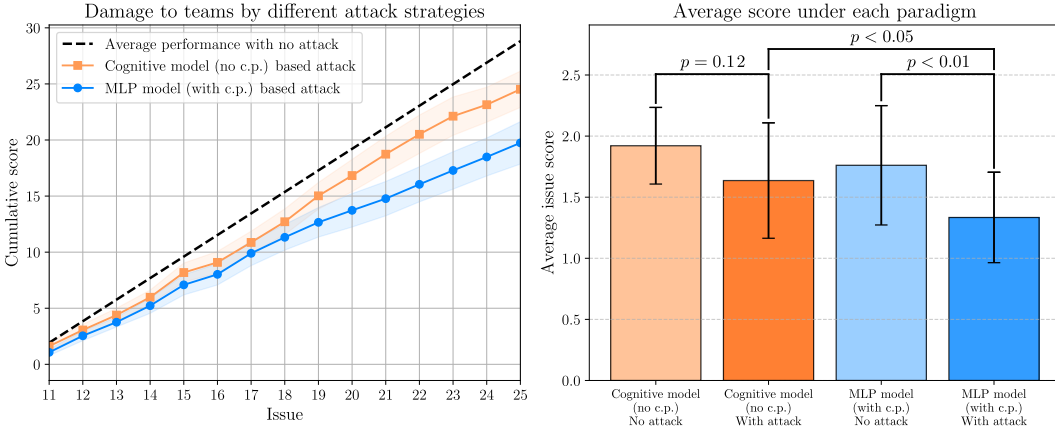 Damage to teams by different attack strategies
Average performance with no attack
Cognitive model (no c.p.) based attack
MLP model (with c.p.) based attack
Cumulative score
30
25
20
15
10
5
0
11 12 13 14 15 16 17 18 19 20 21 22 23 24 25
Issue
Average score under each paradigm
p < 0.05
p = 0.12
p < 0.01
Average issue score
2.5
2.0
1.5
1.0
0.5
0.0
Cognitive model
(no c.p.)
No attack
Cognitive model
(no c.p.)
With attack
MLP model
(with c.p.)
No attack
MLP model
(with c.p.)
With attack